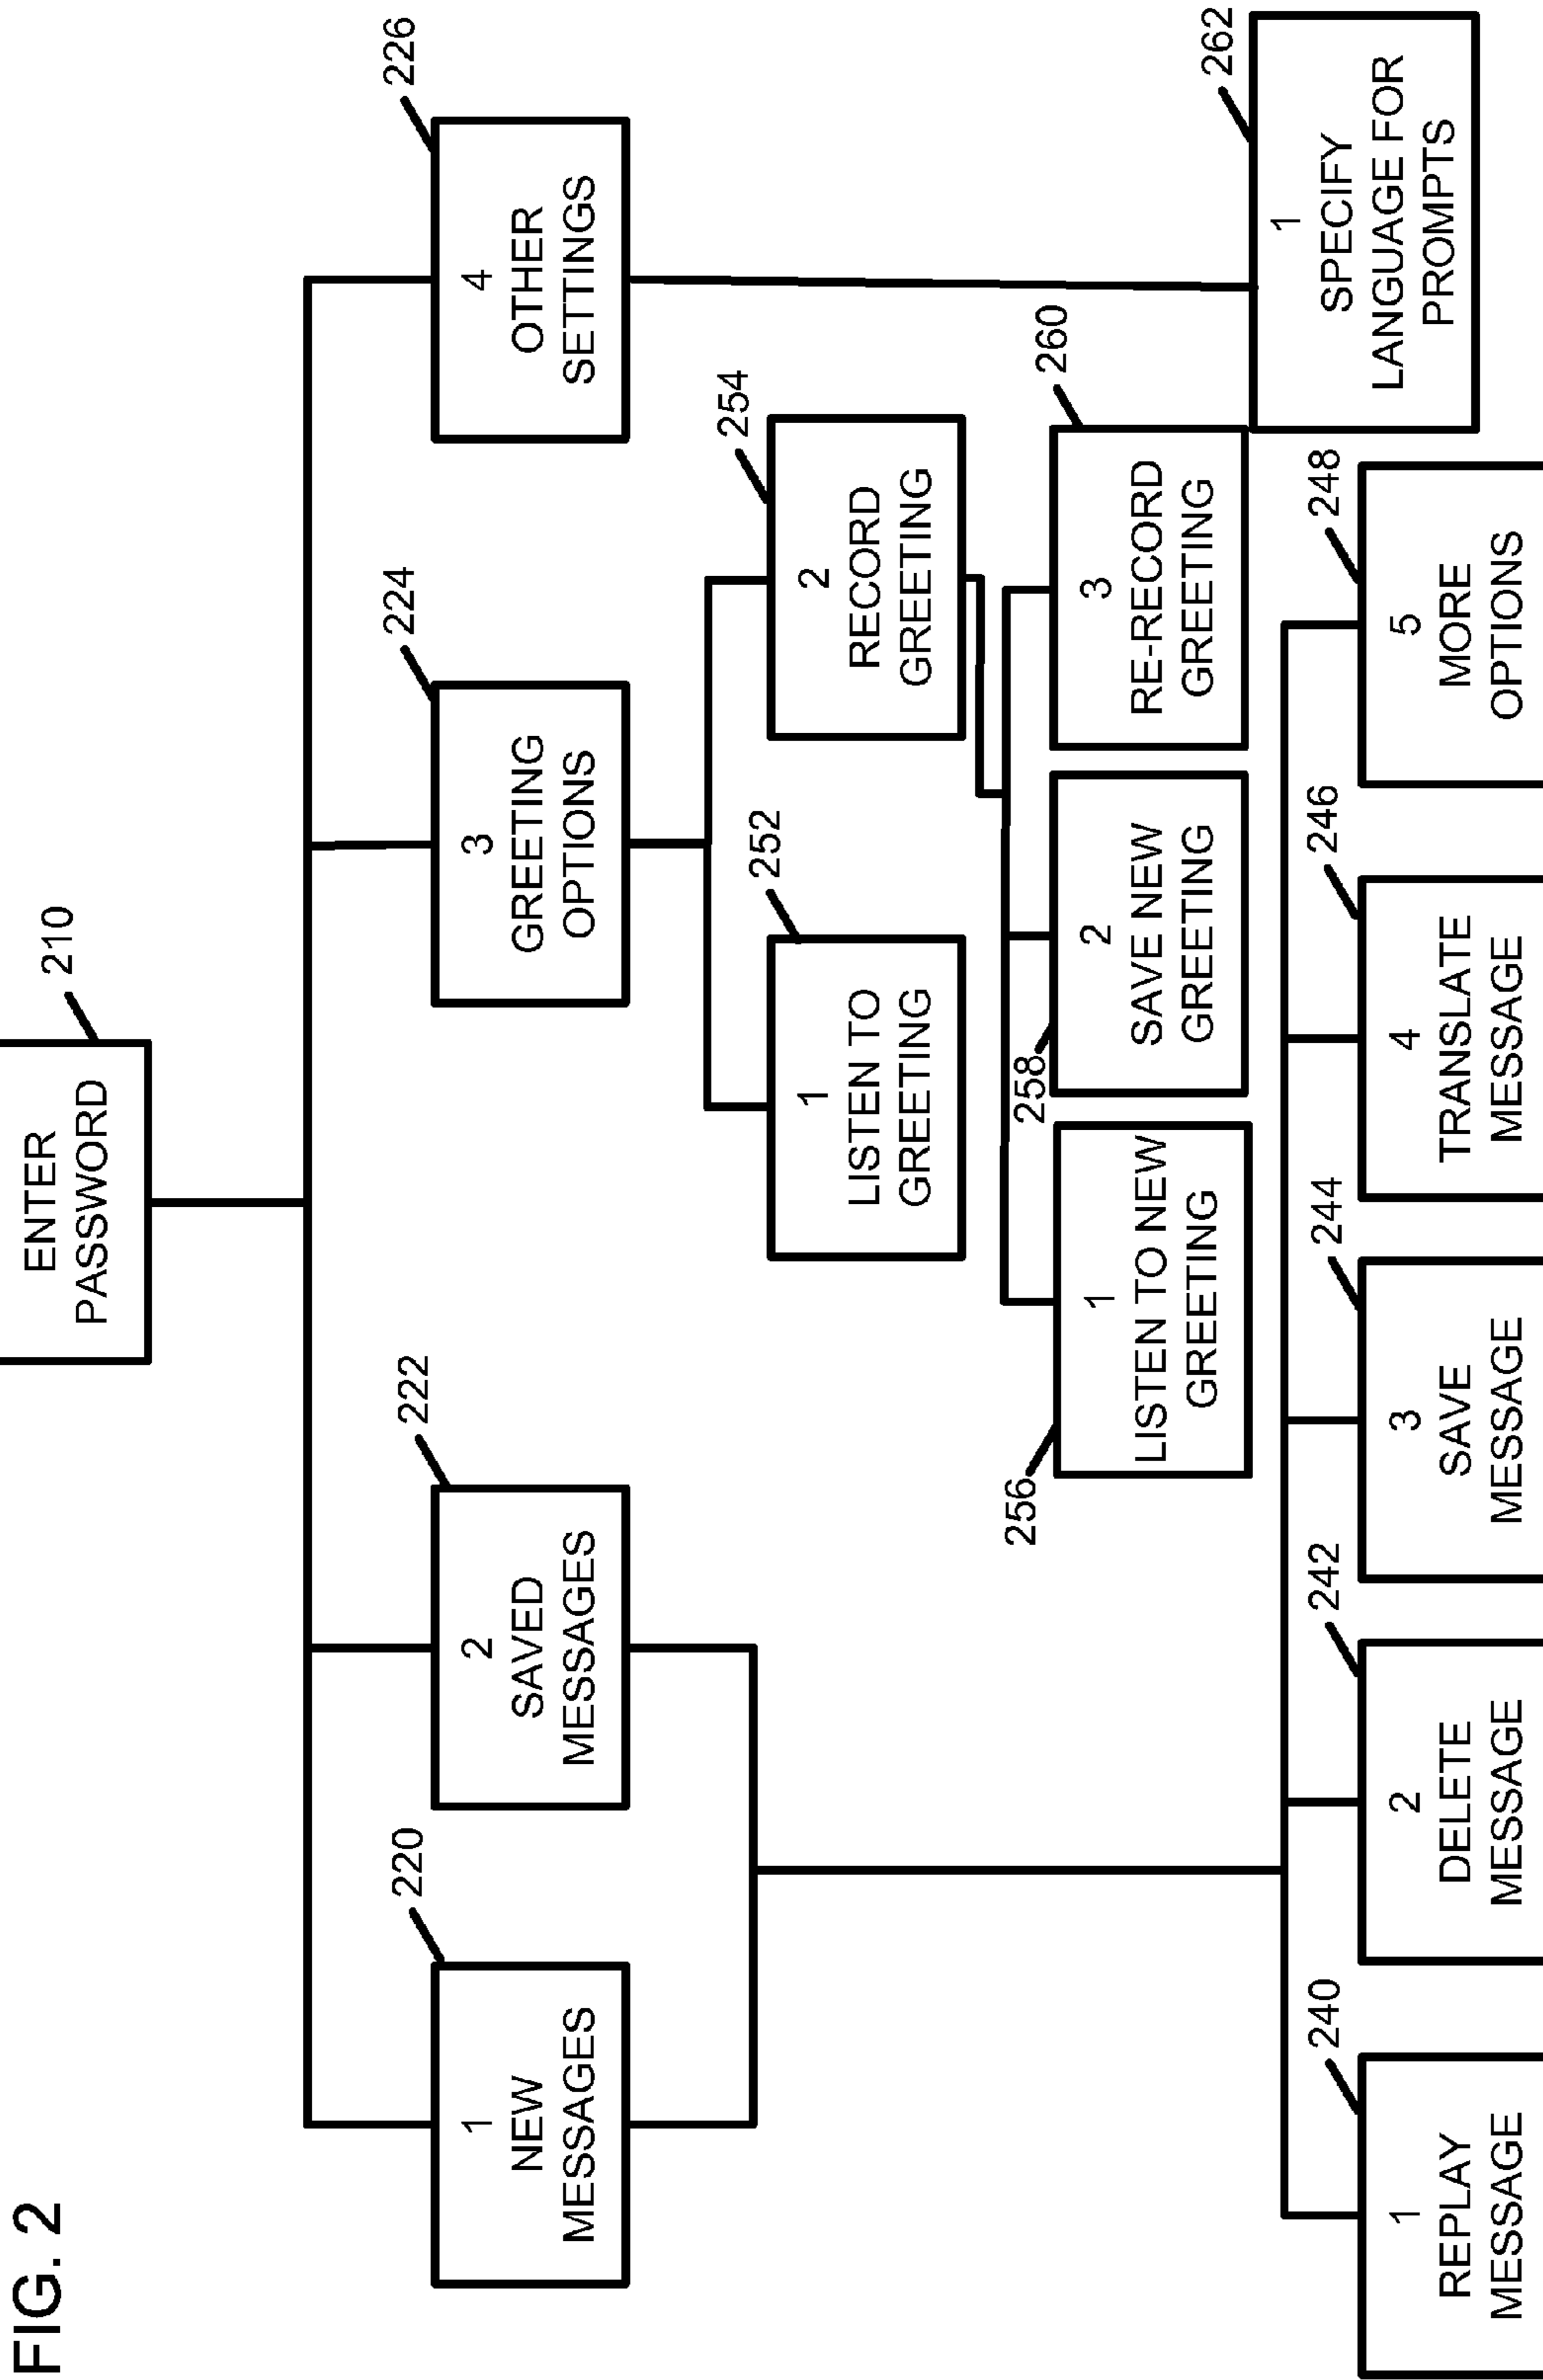 FIG. 2
ENTER
PASSWORD
210
1
NEW
MESSAGES
220
2
SAVED
MESSAGES
222
3
GREETING
OPTIONS
224
4
OTHER
SETTINGS
226
1
LISTEN TO
GREETING
252
2
RECORD
GREETING
254
1
LISTEN TO NEW
GREETING
256
2
SAVE NEW
GREETING
258
3
RE-RECORD
GREETING
260
1
SPECIFY
LANGUAGE FOR
PROMPTS
262
1
REPLAY
MESSAGE
240
2
DELETE
MESSAGE
242
3
SAVE
MESSAGE
244
4
TRANSLATE
MESSAGE
246
5
MORE
OPTIONS
248